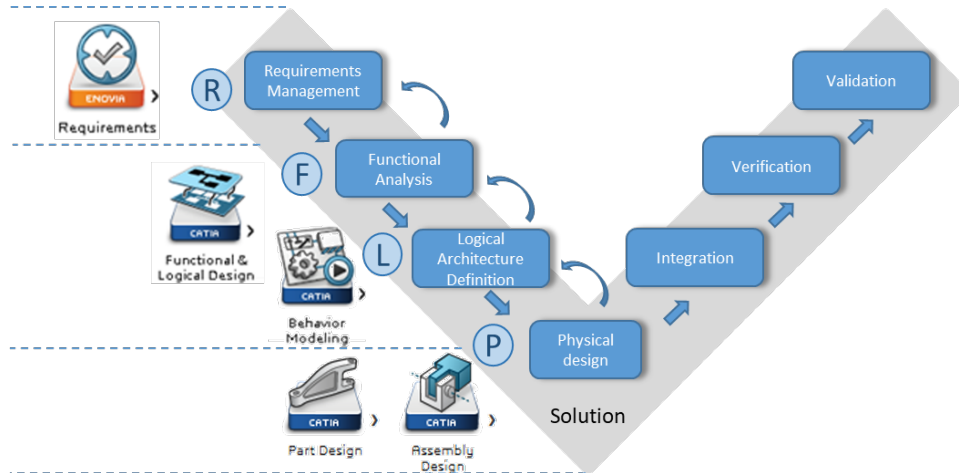 ENOVIA
Requirements
R
Requirements
Management
Validation
F
Functional
Analysis
Verification
CATIA
Functional &
Logical Design
L
Logical
Architecture
Definition
Integration
CATIA
Behavior
Modeling
P
Physical
design
CATIA
Part Design
CATIA
Assembly
Design
Solution